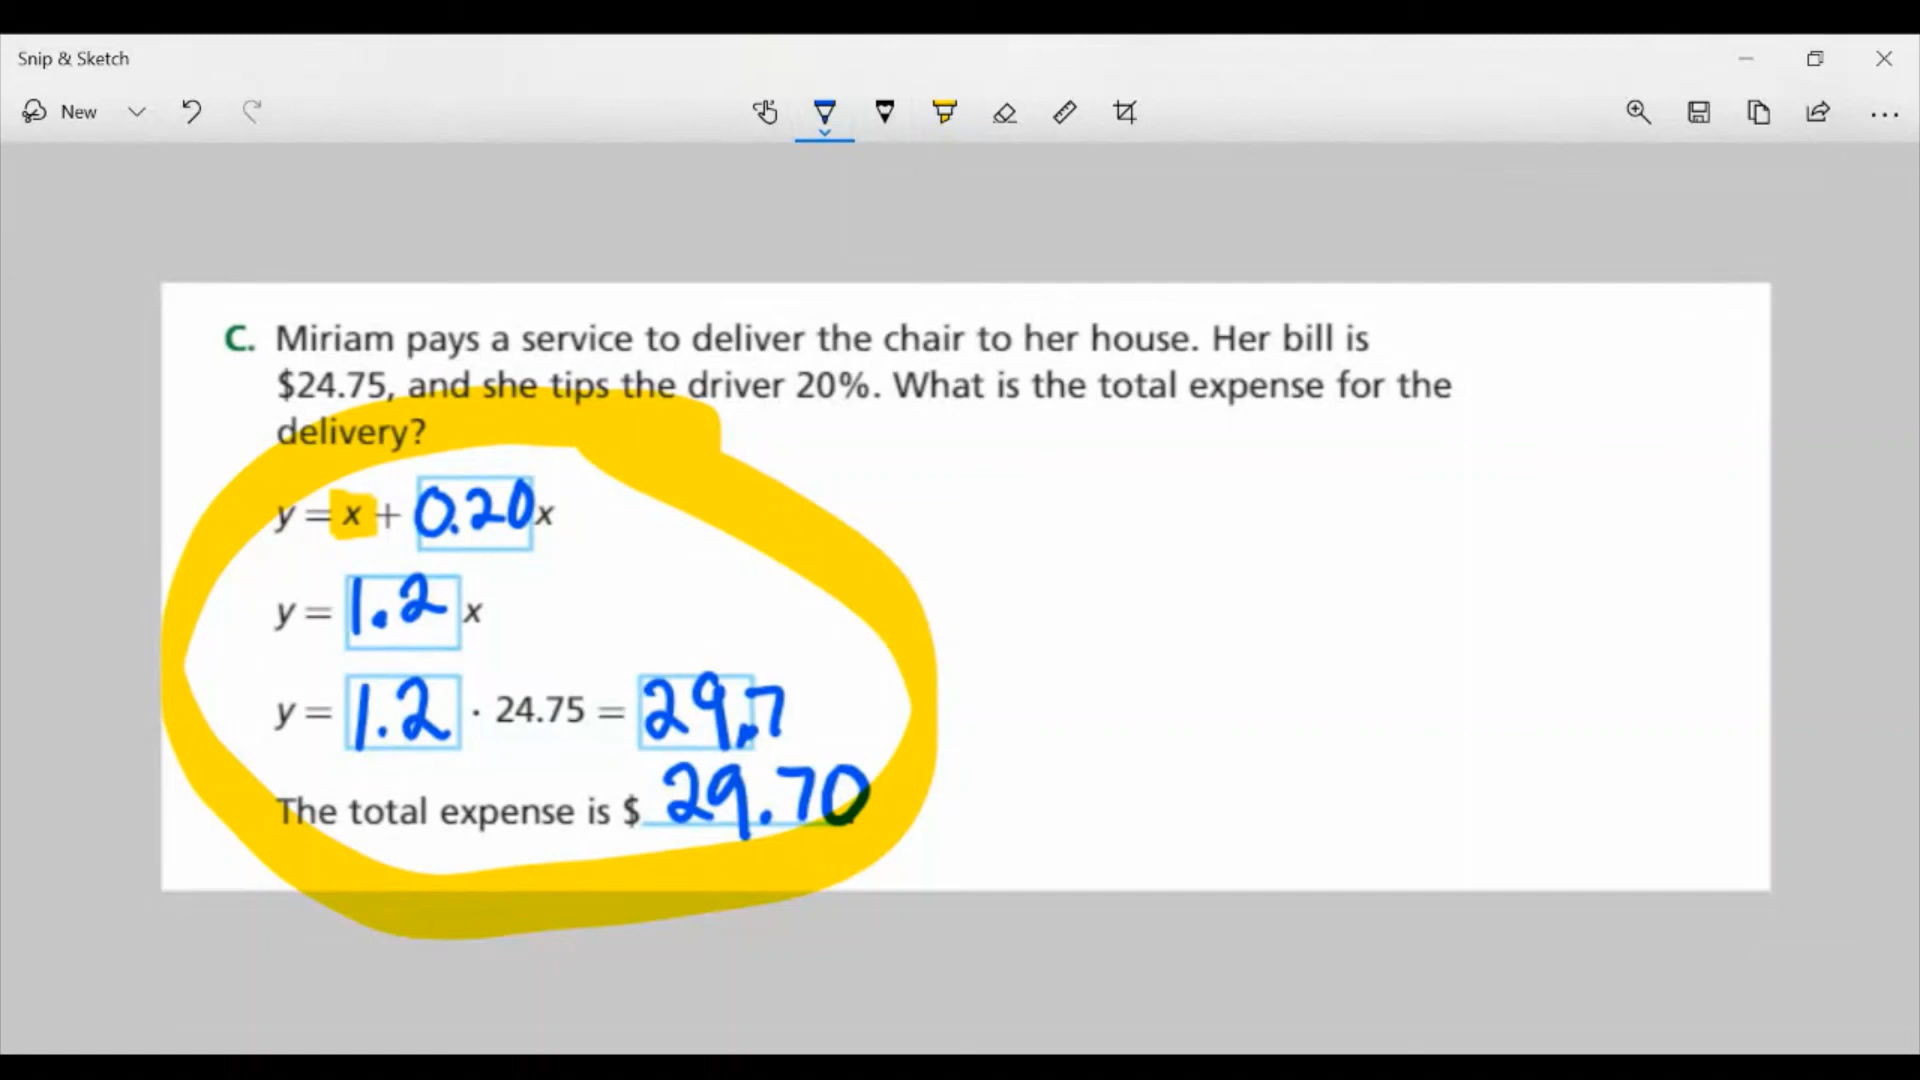 Snip & Sketch
New
C. Miriam pays a service to deliver the chair to her house. Her bill is
$24.75, and she tips the driver 20%. What is the total expense for the
delivery?
y = x + 0.20x
y = 1.2 x
y = 1.2 · 24.75 = 29.7
The total expense is $ 29.70